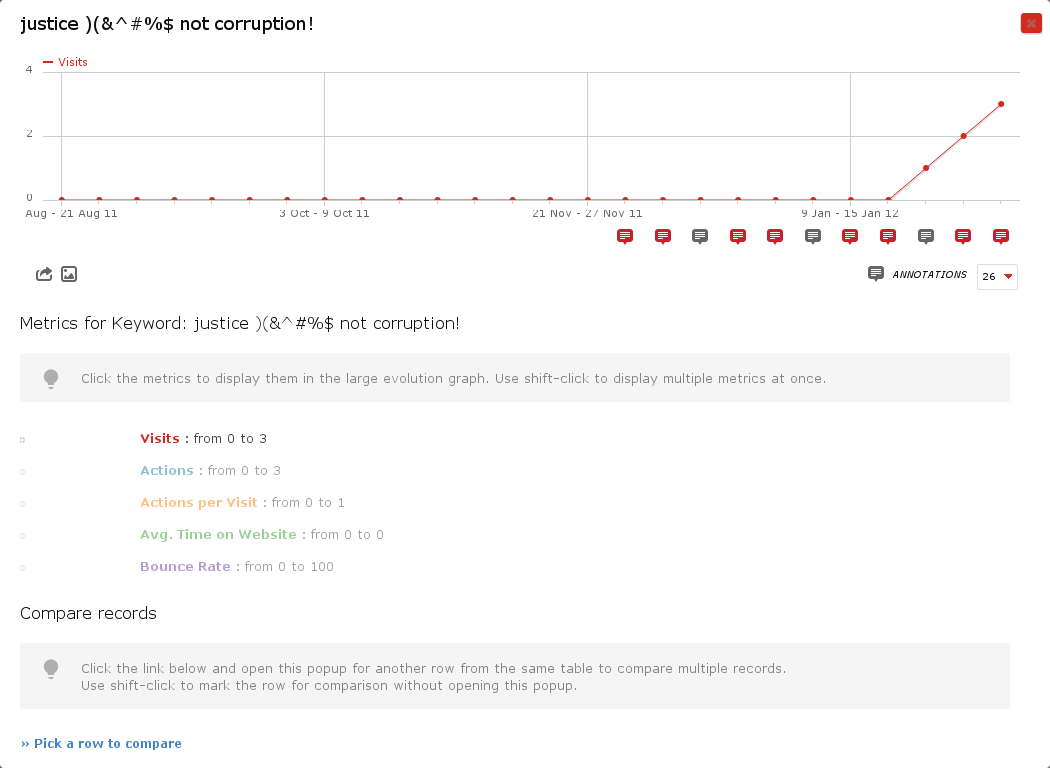 justice )(&^#%$ not corruption!
Visits
4
2
0
Aug - 21 Aug 11 3 Oct - 9 Oct 11 21 Nov - 27 Nov 11 9 Jan - 15 Jan 12
ANNOTATIONS 26
Metrics for Keyword: justice )(&^#%$ not corruption!
Click the metrics to display them in the large evolution graph. Use shift-click to display multiple metrics at once.
Visits : from 0 to 3
Actions : from 0 to 3
Actions per Visit : from 0 to 1
Avg. Time on Website : from 0 to 0
Bounce Rate : from 0 to 100
Compare records
Click the link below and open this popup for another row from the same table to compare multiple records.
Use shift-click to mark the row for comparison without opening this popup.
» Pick a row to compare